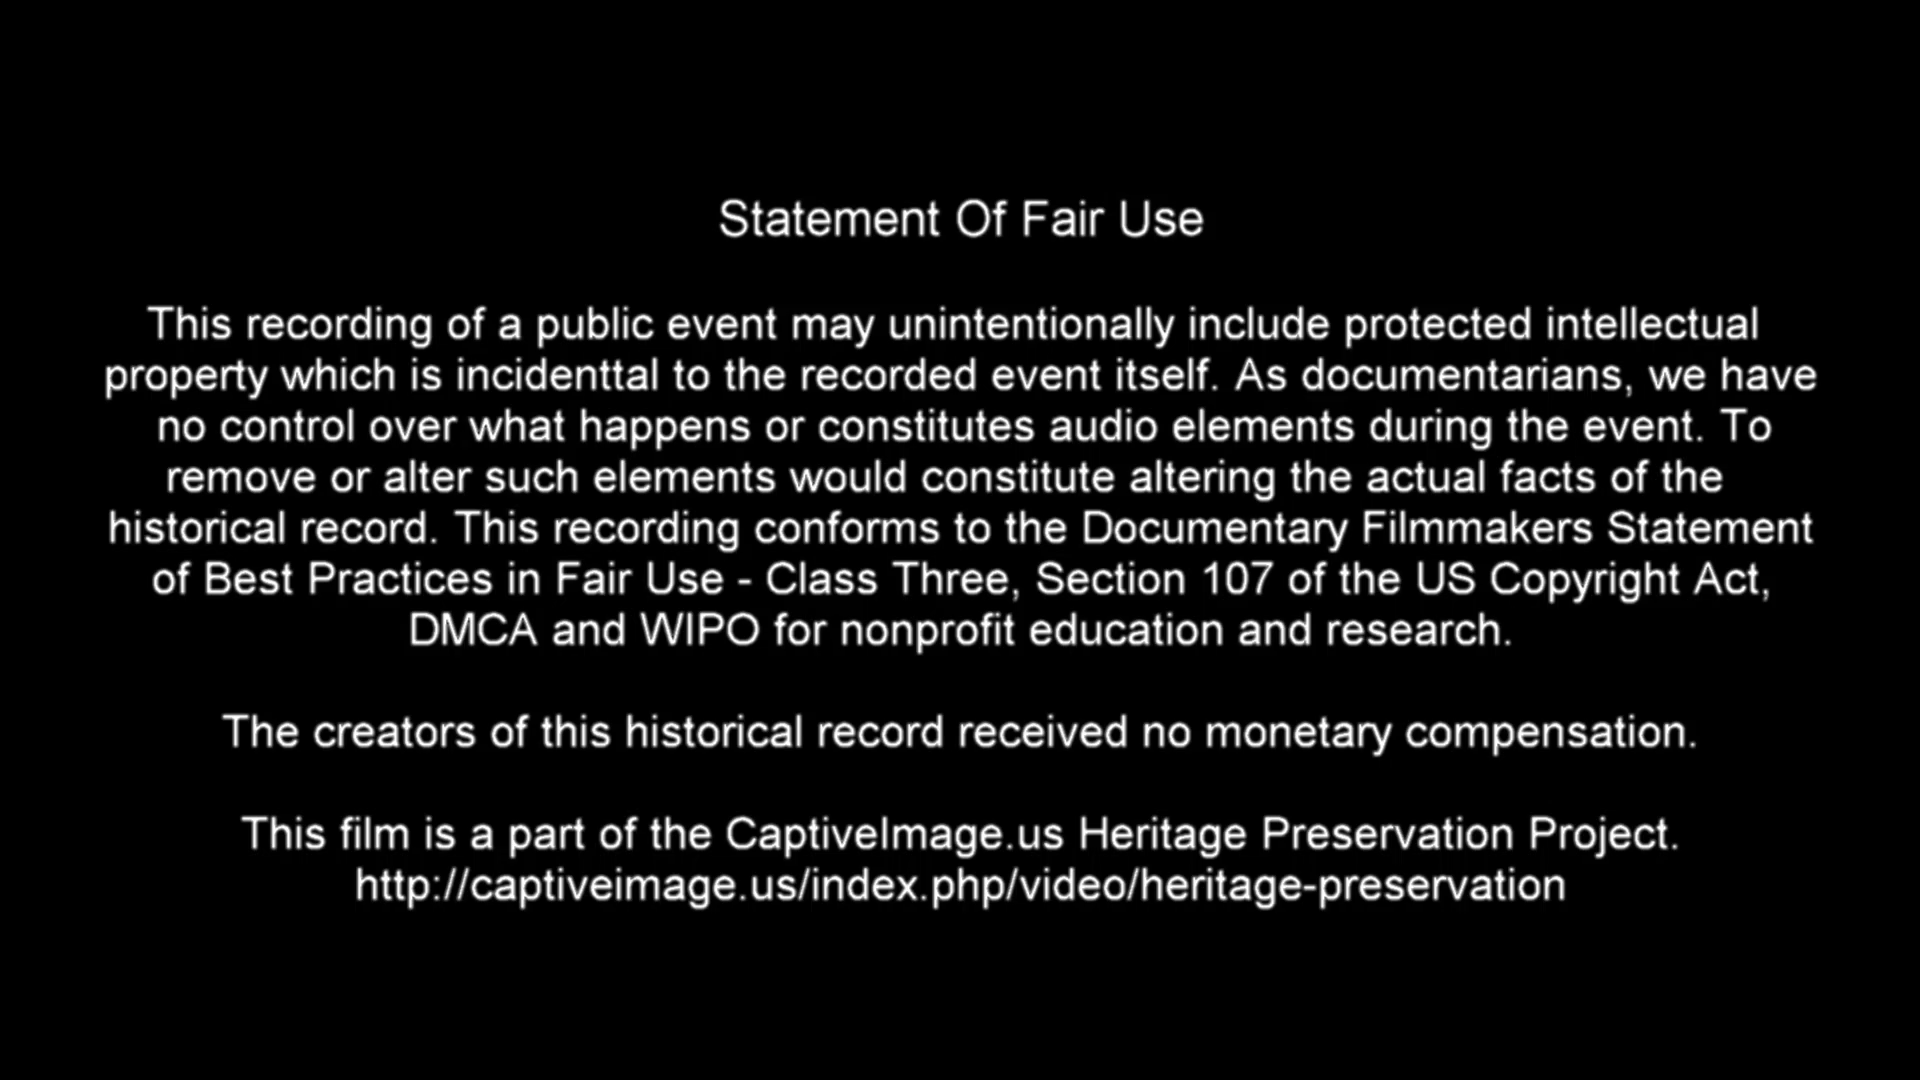 Statement Of Fair Use
This recording of a public event may unintentionally include protected intellectual
property which is incidenttal to the recorded event itself. As documentarians, we have
no control over what happens or constitutes audio elements during the event. To
remove or alter such elements would constitute altering the actual facts of the
historical record. This recording conforms to the Documentary Filmmakers Statement
of Best Practices in Fair Use - Class Three, Section 107 of the US Copyright Act,
DMCA and WIPO for nonprofit education and research.
The creators of this historical record received no monetary compensation.
This film is a part of the CaptiveImage.us Heritage Preservation Project.
http://captiveimage.us/index.php/video/heritage-preservation